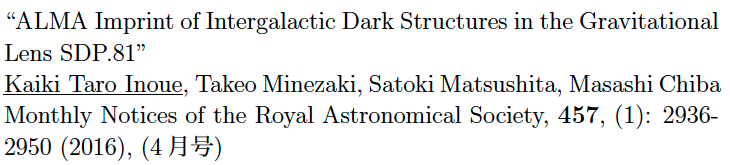 “ALMA Imprint of Intergalactic Dark Structures in the Gravitational
Lens SDP.81”
Kaiki Taro Inoue, Takeo Minezaki, Satoki Matsushita, Masashi Chiba
Monthly Notices of the Royal Astronomical Society, 457, (1): 2936-
2950 (2016), (4 月号)